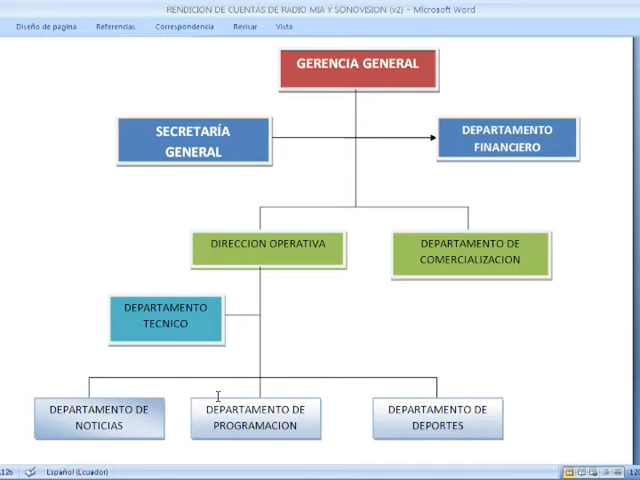 RENDICION DE CUENTAS DE RADIO MIA Y SONOVISION (v2) - Microsoft Word
Diseño de página Referencias Correspondencia Revisar Vista
GERENCIA GENERAL
SECRETARÍA
GENERAL
DEPARTAMENTO
FINANCIERO
DIRECCION OPERATIVA
DEPARTAMENTO DE
COMERCIALIZACION
DEPARTAMENTO
TECNICO
DEPARTAMENTO DE
NOTICIAS
DEPARTAMENTO DE
PROGRAMACION
DEPARTAMENTO DE
DEPORTES
Español (Ecuador)